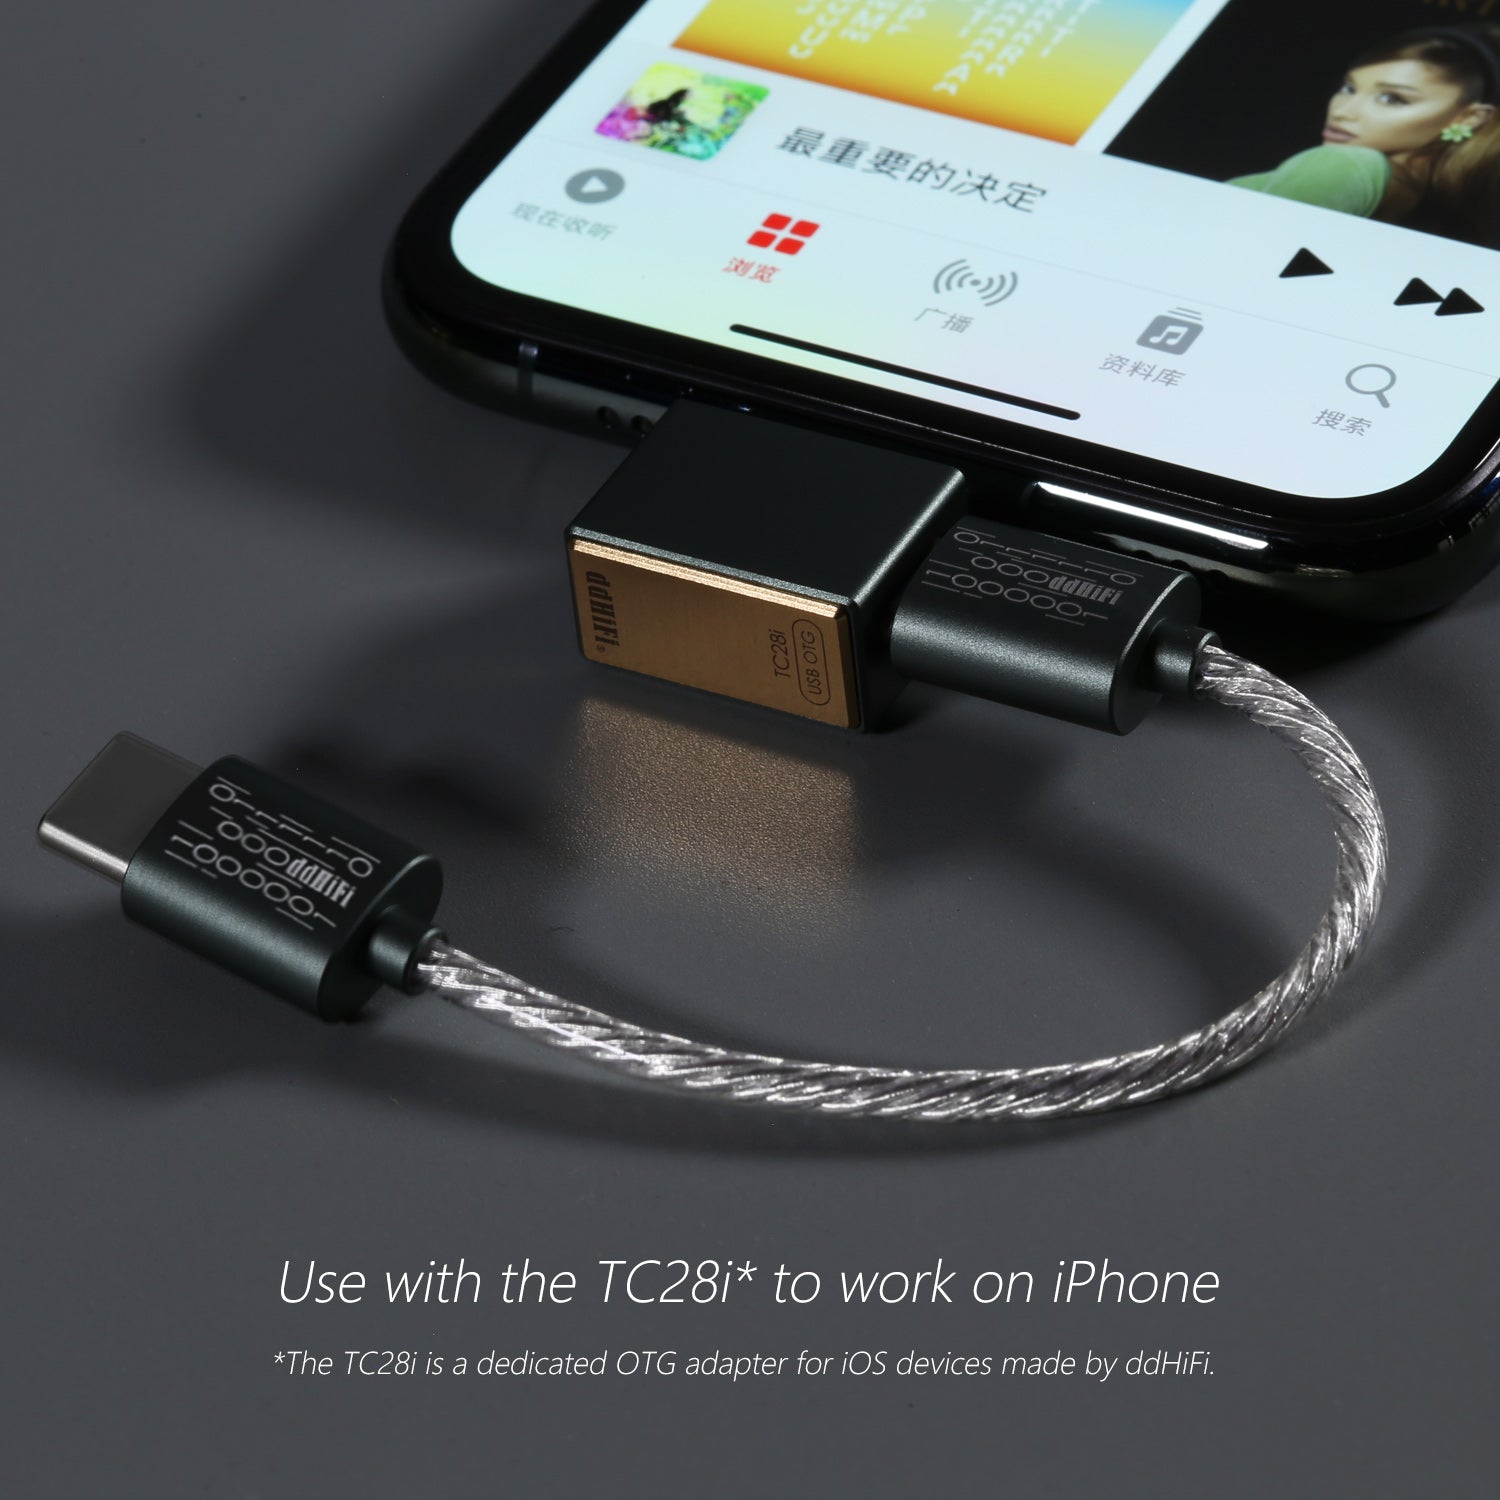 最重要的决定
现在收听
浏览
广播
资料库
搜索
ddHiFi®
TC28i
USB OTG
ddHiFi
ddHiFi
Use with the TC28i* to work on iPhone
*The TC28i is a dedicated OTG adapter for iOS devices made by ddHiFi.